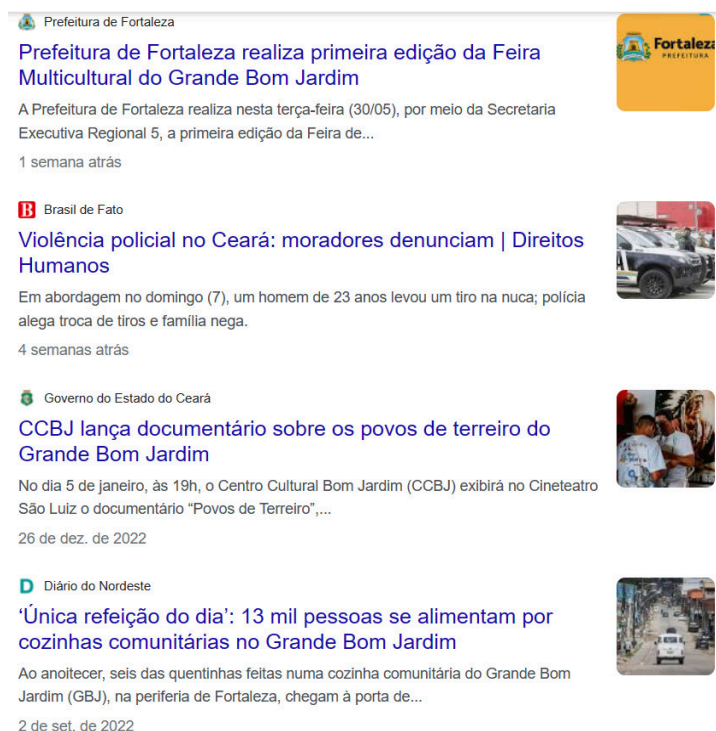 Prefeitura de Fortaleza
Prefeitura de Fortaleza realiza primeira edição da Feira
Multicultural do Grande Bom Jardim
A Prefeitura de Fortaleza realiza nesta terça-feira (30/05), por meio da Secretaria
Executiva Regional 5, a primeira edição da Feira de...
1 semana atrás
Fortaleza
PREFEITURA
B Brasil de Fato
Violência policial no Ceará: moradores denunciam | Direitos
Humanos
Em abordagem no domingo (7), um homem de 23 anos levou um tiro na nuca; polícia
alega troca de tiros e família nega.
4 semanas atrás
Governo do Estado do Ceará
CCBJ lança documentário sobre os povos de terreiro do
Grande Bom Jardim
No dia 5 de janeiro, às 19h, o Centro Cultural Bom Jardim (CCBJ) exibirá no Cineteatro
São Luiz o documentário “Povos de Terreiro”,...
26 de dez. de 2022
D Diário do Nordeste
‘Única refeição do dia’: 13 mil pessoas se alimentam por
cozinhas comunitárias no Grande Bom Jardim
Ao anoitecer, seis das quentinhas feitas numa cozinha comunitária do Grande Bom
Jardim (GBJ), na periferia de Fortaleza, chegam à porta de...
2 de set. de 2022